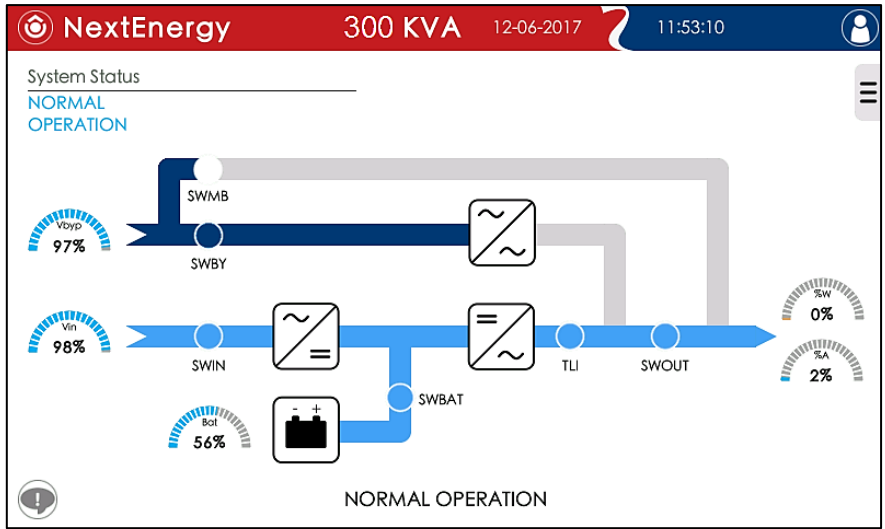 NextEnergy 300 KVA 12-06-2017 11:53:10
System Status
NORMAL
OPERATION
SWMB
Vbyp
97%
SWBY
%W
0%
Vin
98%
SWIN
TLI
SWOUT
%A
2%
SWBAT
Bat
56%
- +
NORMAL OPERATION